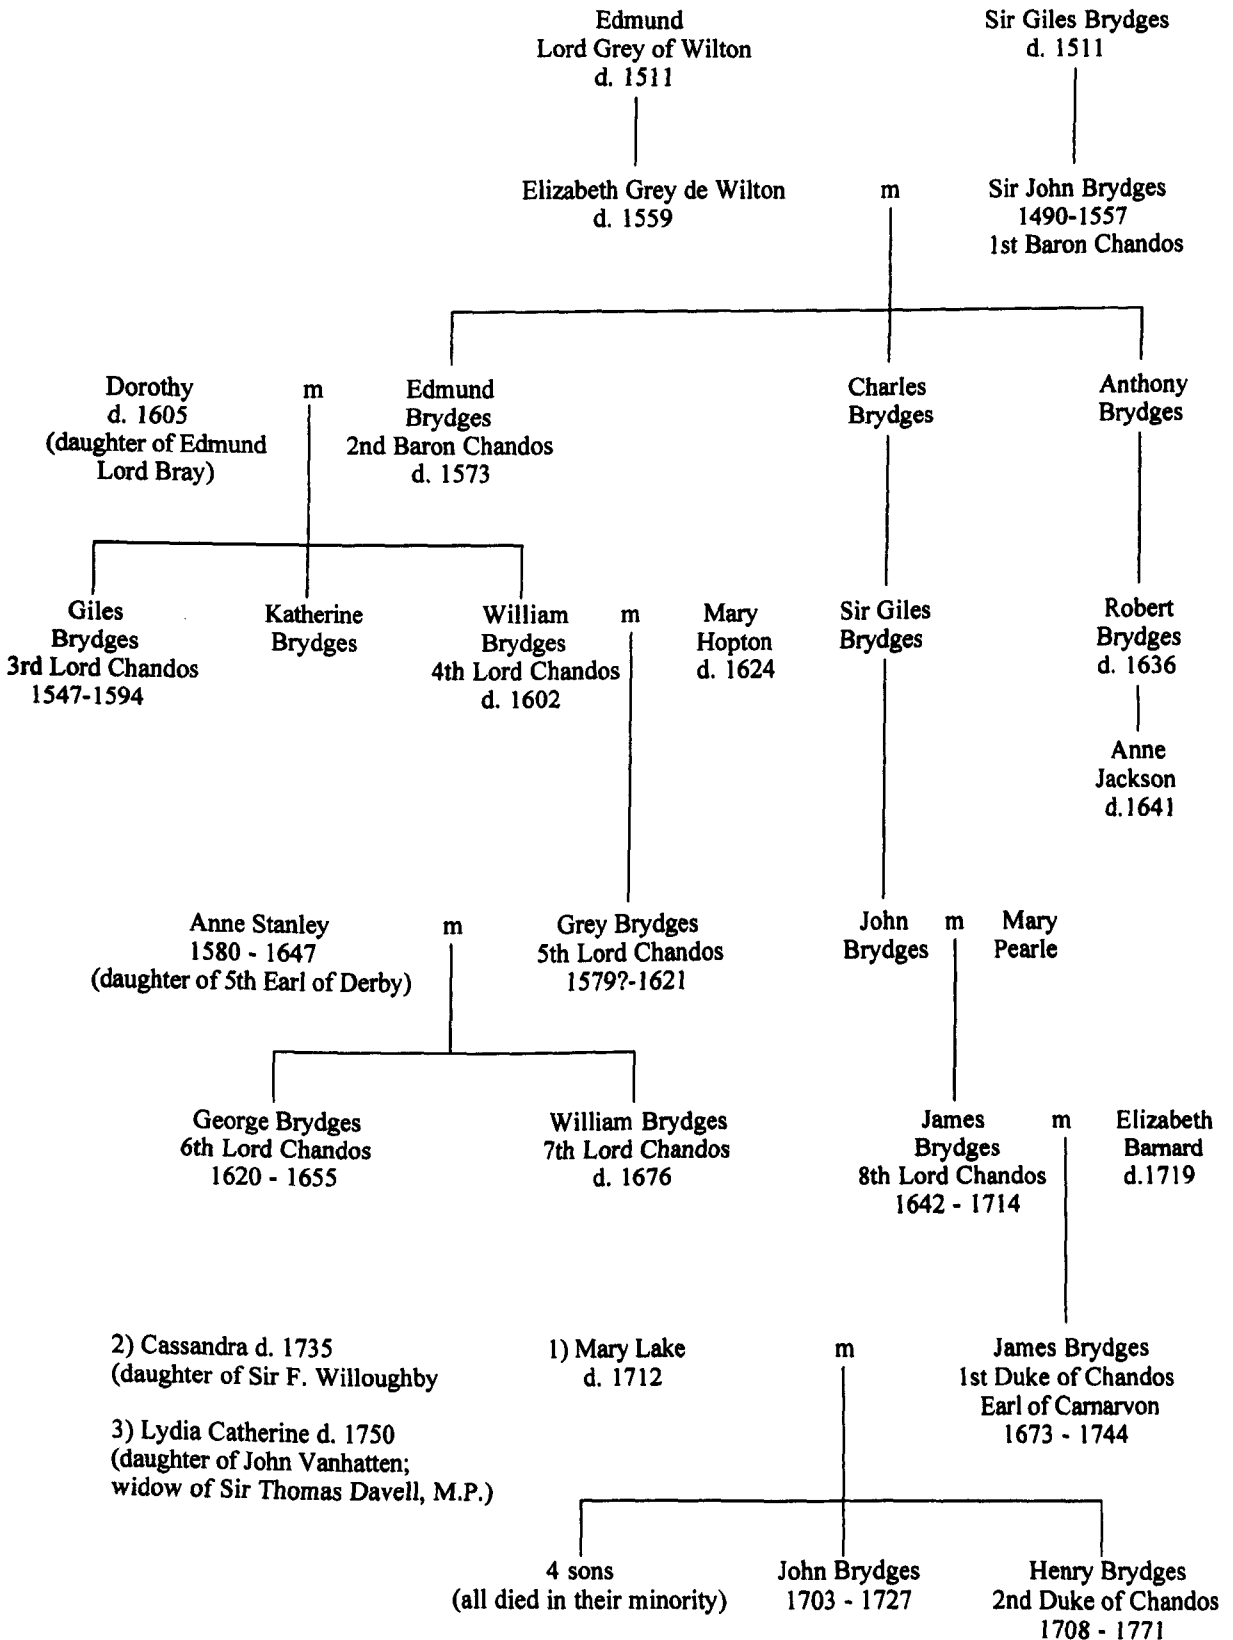 Edmund
Lord Grey of Wilton
d. 1511
Sir Giles Brydges
d. 1511
Elizabeth Grey de Wilton
d. 1559
m
Sir John Brydges
1490-1557
1st Baron Chandos
Dorothy
d. 1605
(daughter of Edmund
Lord Bray)
m
Edmund
Brydges
2nd Baron Chandos
d. 1573
Charles
Brydges
Anthony
Brydges
Giles
Brydges
3rd Lord Chandos
1547-1594
Katherine
Brydges
William
Brydges
4th Lord Chandos
d. 1602
m
Mary
Hopton
d. 1624
Sir Giles
Brydges
Robert
Brydges
d. 1636
Anne
Jackson
d.1641
Anne Stanley
1580 - 1647
(daughter of 5th Earl of Derby)
m
Grey Brydges
5th Lord Chandos
1579?-1621
John
Brydges
m
Mary
Pearle
George Brydges
6th Lord Chandos
1620 - 1655
William Brydges
7th Lord Chandos
d. 1676
James
Brydges
8th Lord Chandos
1642 - 1714
m
Elizabeth
Barnard
d.1719
2) Cassandra d. 1735
(daughter of Sir F. Willoughby
3) Lydia Catherine d. 1750
(daughter of John Vanhatten;
widow of Sir Thomas Davell, M.P.)
1) Mary Lake
d. 1712
m
James Brydges
1st Duke of Chandos
Earl of Carnarvon
1673 - 1744
4 sons
(all died in their minority)
John Brydges
1703 - 1727
Henry Brydges
2nd Duke of Chandos
1708 - 1771